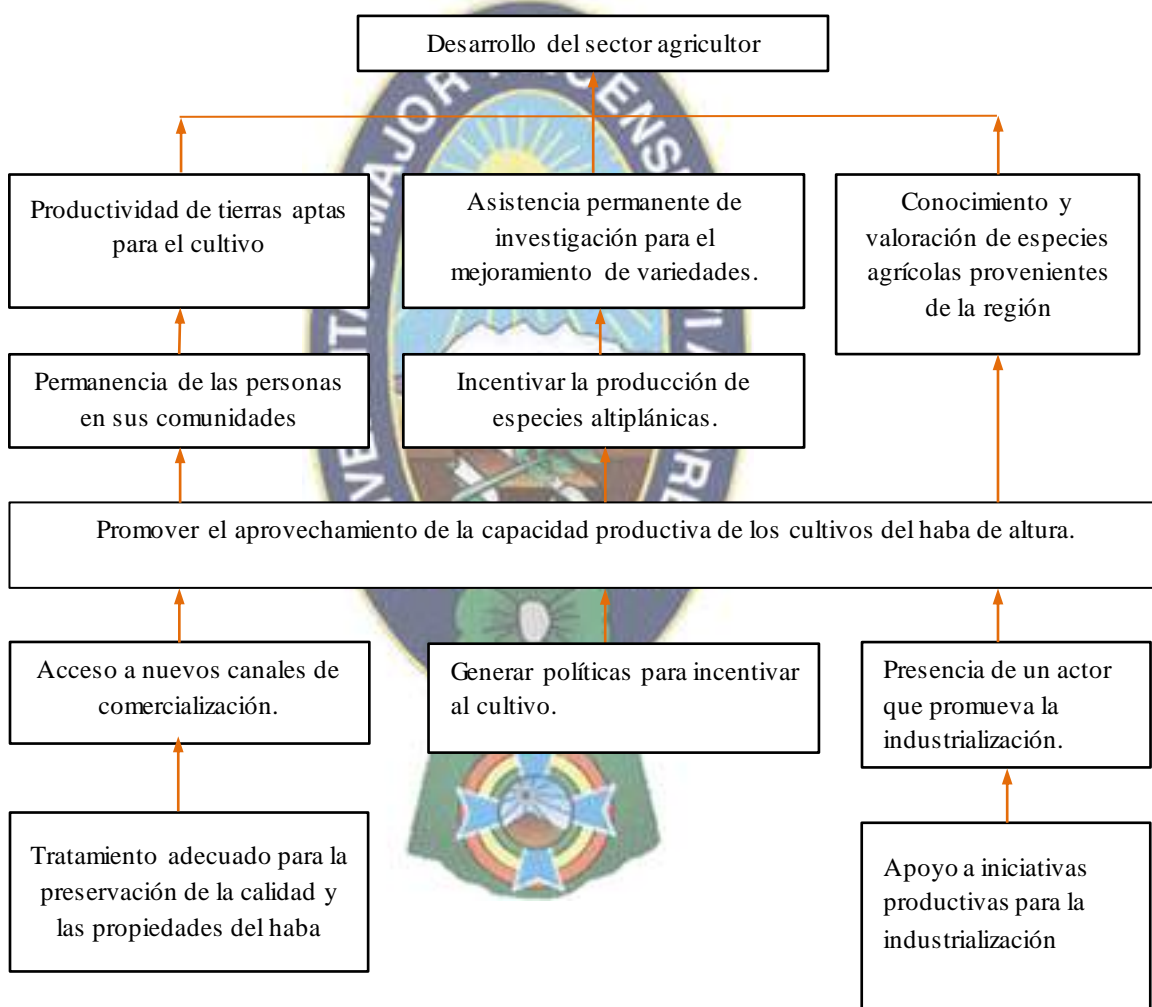 Desarrollo del sector agricultor
Productividad de tierras aptas
para el cultivo
Asistencia permanente de
investigación para el
mejoramiento de variedades.
Conocimiento y
valoración de especies
agrícolas provenientes
de la región
Permanencia de las personas
en sus comunidades
Incentivar la producción de
especies altiplánicas.
Promover el aprovechamiento de la capacidad productiva de los cultivos del haba de altura.
Acceso a nuevos canales de
comercialización.
Generar políticas para incentivar
al cultivo.
Presencia de un actor
que promueva la
industrialización.
Tratamiento adecuado para la
preservación de la calidad y
las propiedades del haba
Apoyo a iniciativas
productivas para la
industrialización
MAJOR